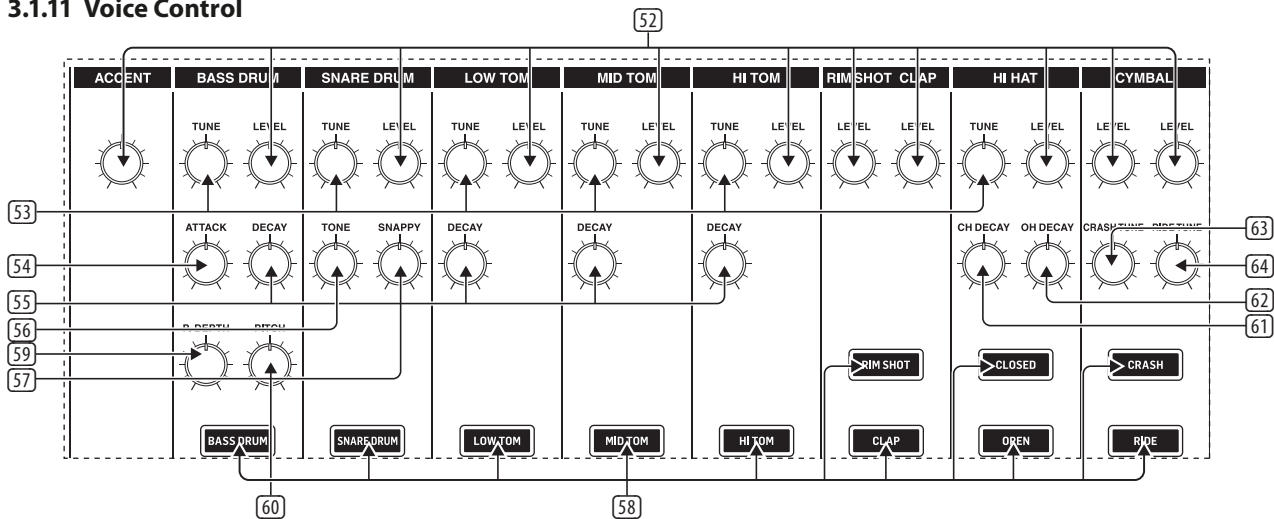 3.1.11 Voice Control
52
ACCENT BASS DRUM SNARE DRUM LOW TOM MID TOM HI TOM RIM SHOT CLAP HI HAT CYMBAL
TUNE LEVEL TUNE LEVEL TUNE LEVEL TUNE LEVEL TUNE LEVEL LEVEL LEVEL TUNE LEVEL LEVEL LEVEL
53
ATTACK DECAY TONE SNAPPY DECAY DECAY DECAY CH DECAY OH DECAY CRASH TUNE RIDE TUNE
63
54
64
55
62
56
61
P. DEPTH PITCH
59
57
RIM SHOT CLOSED CRASH
BASS DRUM SNARE DRUM LOW TOM MID TOM HI TOM CLAP OPEN RIDE
60 58